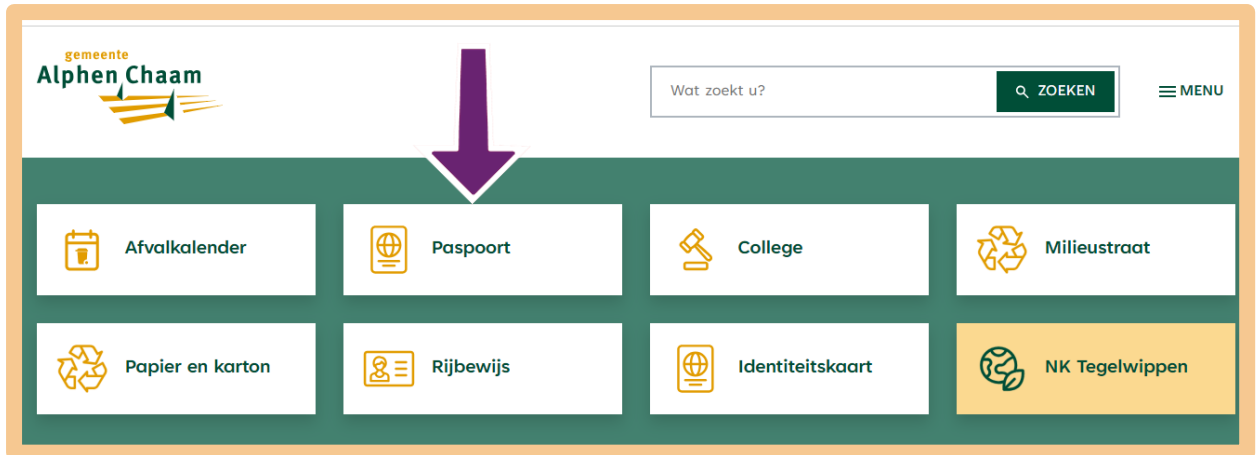 gemeente
Alphen Chaam
Wat zoekt u?
ZOEKEN
MENU
Afvalkalender
Paspoort
College
Milieustraat
Papier en karton
Rijbewijs
Identiteitskaart
NK Tegelwippen